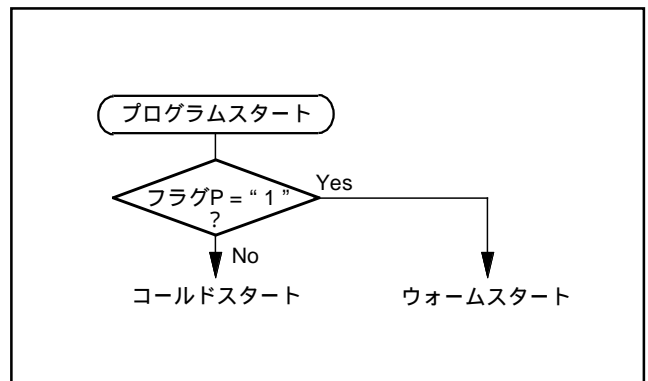 プログラムスタート
フラグP = “ 1 ”
?
Yes
No
コールドスタート
ウォームスタート